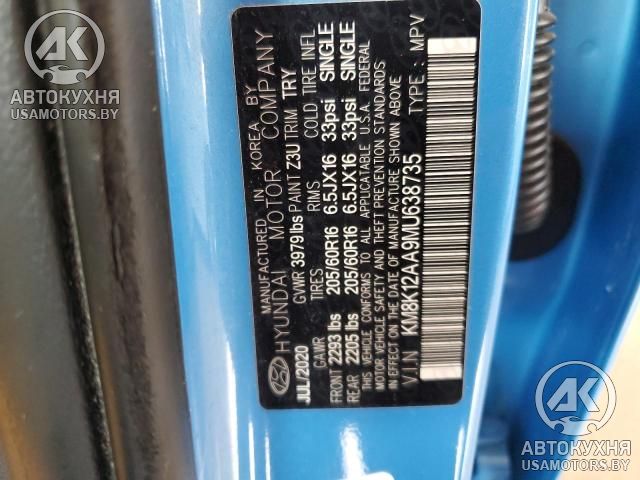 MANUFACTURED IN KOREA BY
HYUNDAI MOTOR COMPANY
JUL/2020 GVWR 3979lbs PAINT Z3U TRIM TRY
GAWR TIRES RIMS COLD TIRE INFL
FRONT 2293 lbs 205/60R16 6.5JX16 33psi SINGLE
REAR 2205 lbs 205/60R16 6.5JX16 33psi SINGLE
THIS VEHICLE CONFORMS TO ALL APPLICATABLE U.S.A. FEDERAL
MOTOR VEHICLE SAFETY AND THEFT PREVENTION STANDARDS
IN EFFECT ON THE DATE OF MANUFACTURE SHOWN ABOVE
V.I.N KM8K12AA9MU638735 TYPE : MPV
АК
АВТОКУХНЯ
USAMOTORS.BY
АК
АВТОКУХНЯ
USAMOTORS.BY